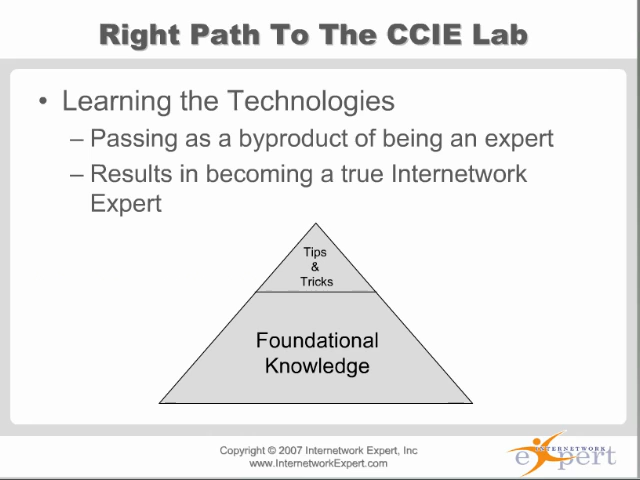 Right Path To The CCIE Lab
• Learning the Technologies
– Passing as a byproduct of being an expert
– Results in becoming a true Internetwork
Expert
Tips
&
Tricks
Foundational
Knowledge
Copyright © 2007 Internetwork Expert, Inc
www.InternetworkExpert.com
INTERNETWORK
eXpert